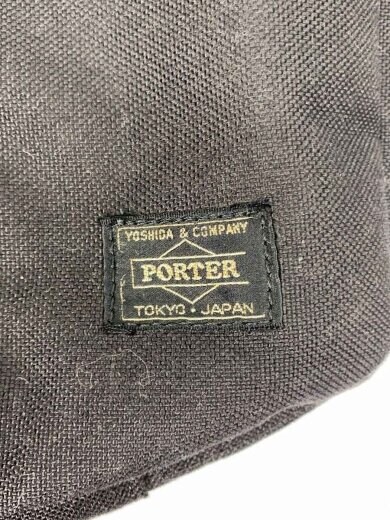 YOSHIDA & COMPANY
PORTER
TOKYO · JAPAN